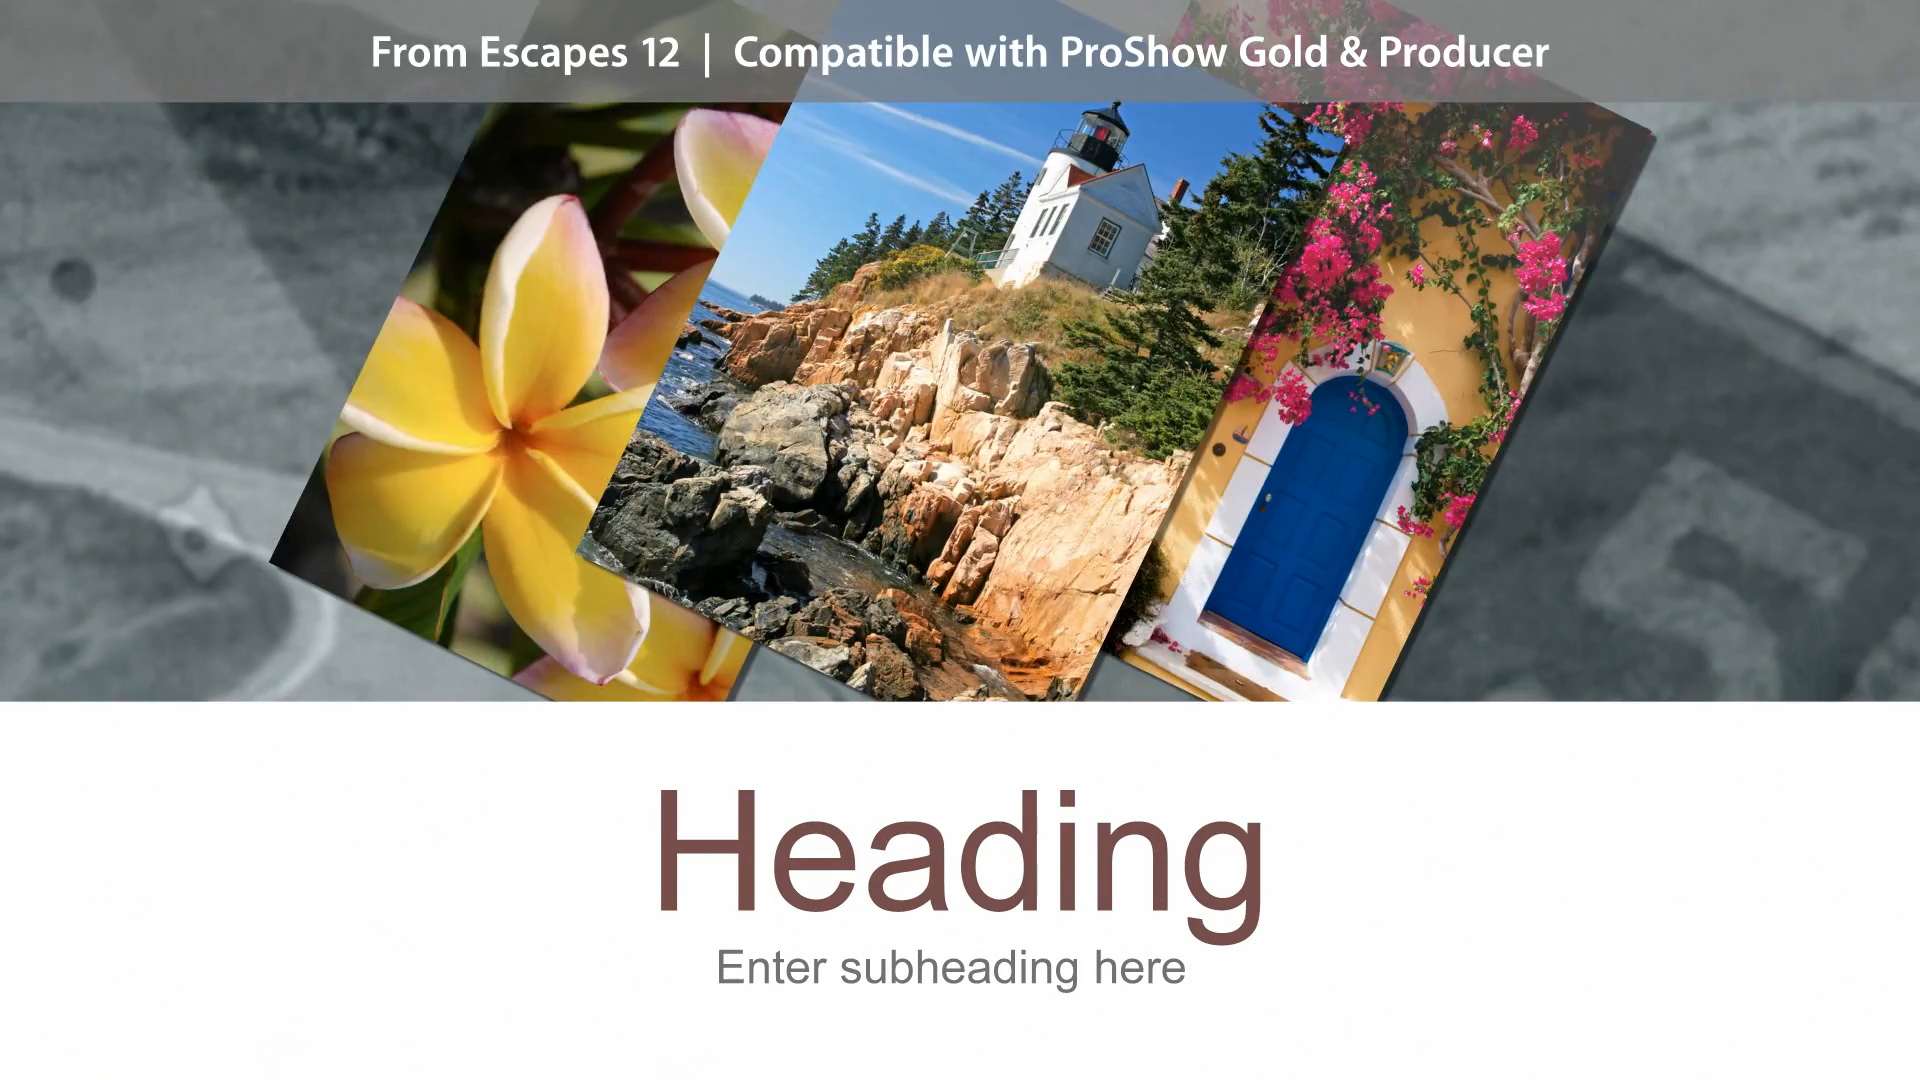 From Escapes 12 | Compatible with ProShow Gold & Producer
Heading
Enter subheading here